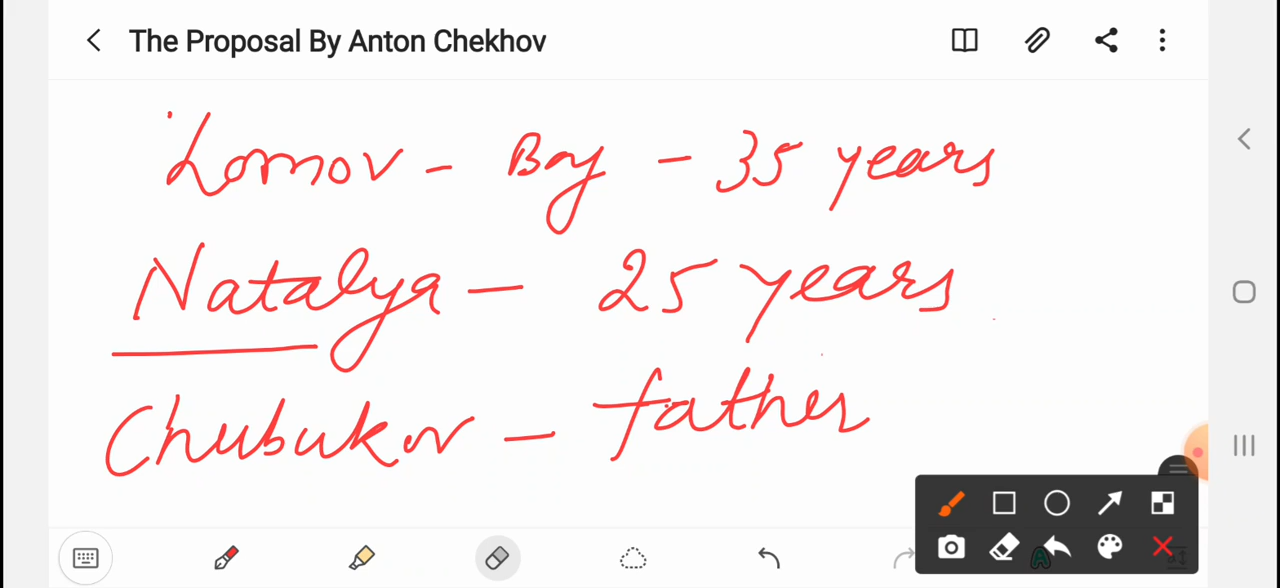 The Proposal By Anton Chekhov
Lomov - Boy - 35 years
Natalya - 25 years
Chubukov - father